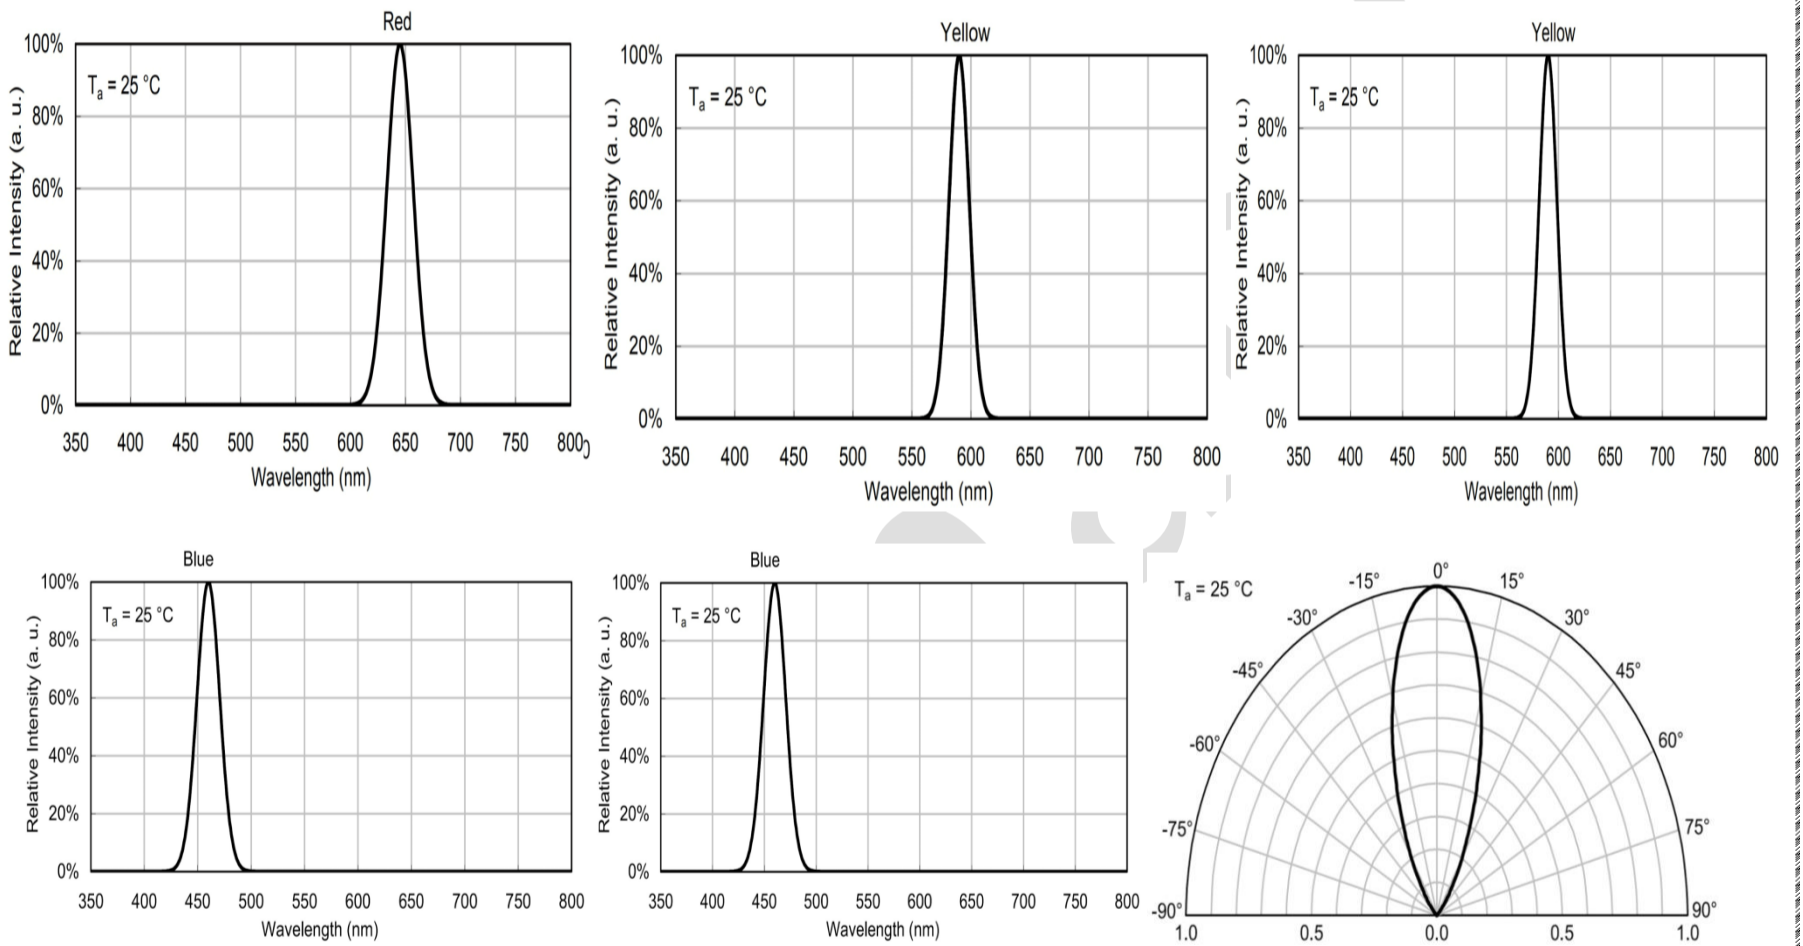 Red
100%
80%
60%
40%
20%
0%
Tₐ = 25 °C
Relative Intensity (a. u.)
350 400 450 500 550 600 650 700 750 800
Wavelength (nm)
Yellow
100%
80%
60%
40%
20%
0%
Tₐ = 25 °C
Relative Intensity (a. u.)
350 400 450 500 550 600 650 700 750 800
Wavelength (nm)
Yellow
100%
80%
60%
40%
20%
0%
Tₐ = 25 °C
Relative Intensity (a. u.)
350 400 450 500 550 600 650 700 750 800
Wavelength (nm)
Blue
100%
80%
60%
40%
20%
0%
Tₐ = 25 °C
Relative Intensity (a. u.)
350 400 450 500 550 600 650 700 750 800
Wavelength (nm)
Blue
100%
80%
60%
40%
20%
0%
Tₐ = 25 °C
Relative Intensity (a. u.)
350 400 450 500 550 600 650 700 750 800
Wavelength (nm)
Tₐ = 25 °C
0°
-15° 15°
-30° 30°
-45° 45°
-60° 60°
-75° 75°
-90° 90°
1.0 0.5 0.0 0.5 1.0